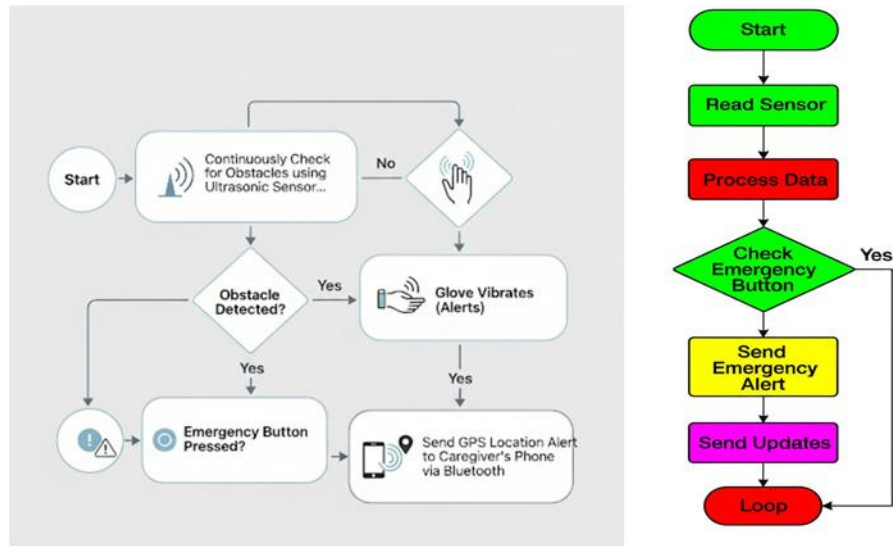 Start
Continuously Check
for Obstacles using
Ultrasonic Sensor...
No
Obstacle
Detected?
Yes
Glove Vibrates
(Alerts)
Yes
Yes
Emergency Button
Pressed?
Send GPS Location Alert
to Caregiver's Phone
via Bluetooth
Start
Read Sensor
Process Data
Check
Emergency
Button
Yes
Send
Emergency
Alert
Send Updates
Loop